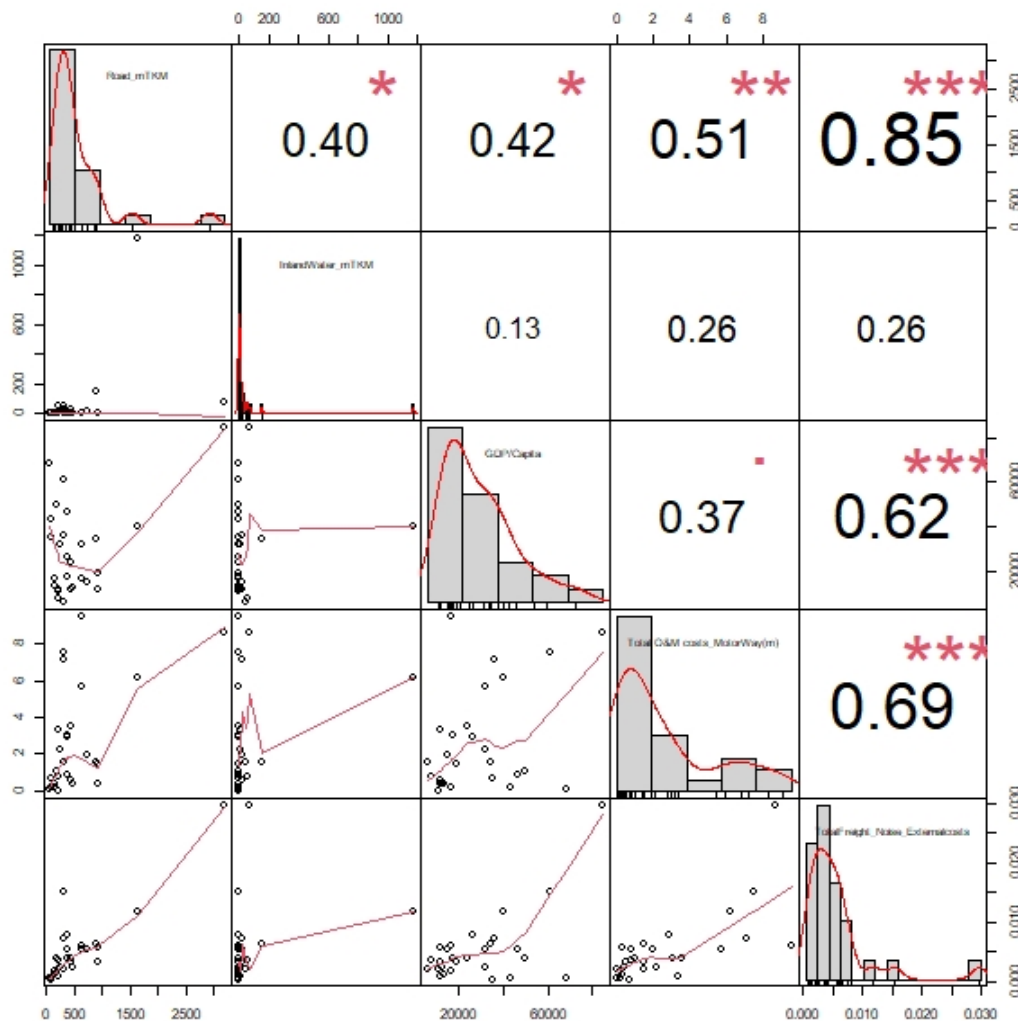 0 200 600 1000 0 2 4 6 8
Road_mTKM
* * ** ***
0.40 0.42 0.51 0.85
0 500 1500 2500
InlandWater_mTKM
0.13 0.26 0.26
0 200 600 1000
GDP/Capita
. ***
0.37 0.62
20000 60000
Total O&M costs_MotorWay(m)
***
0.69
0 2 4 6 8
TotalFreight_Noise_Externalcosts
0.000 0.010 0.020 0.030
0 500 1500 2500 20000 60000 0.000 0.010 0.020 0.030